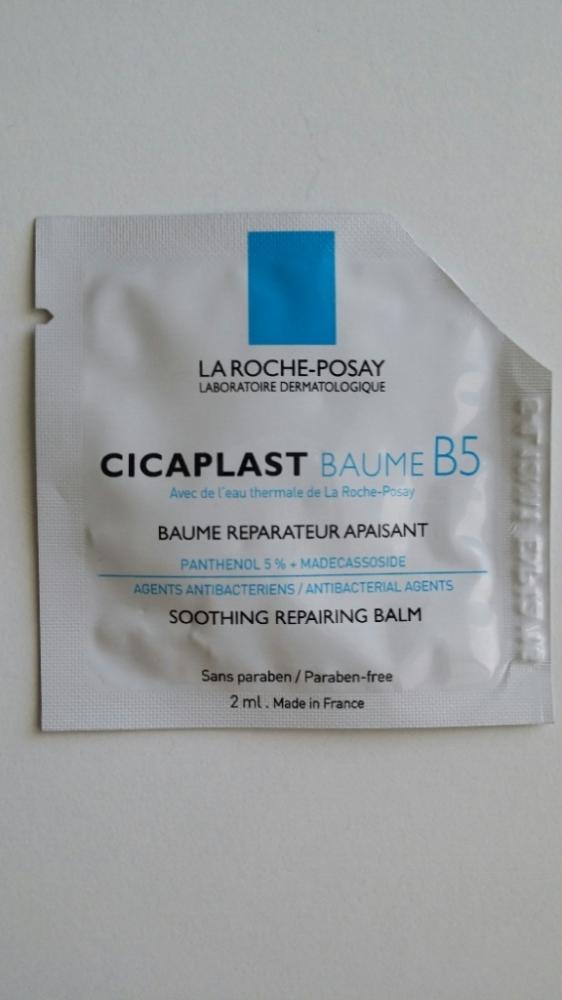 LA ROCHE-POSAY
LABORATOIRE DERMATOLOGIQUE
CICAPLAST BAUME B5
Avec de l'eau thermale de La Roche-Posay
BAUME REPARATEUR APAISANT
PANTHENOL 5 % + MADECASSOSIDE
AGENTS ANTIBACTERIENS / ANTIBACTERIAL AGENTS
SOOTHING REPAIRING BALM
Sans paraben / Paraben-free
2 ml . Made in France